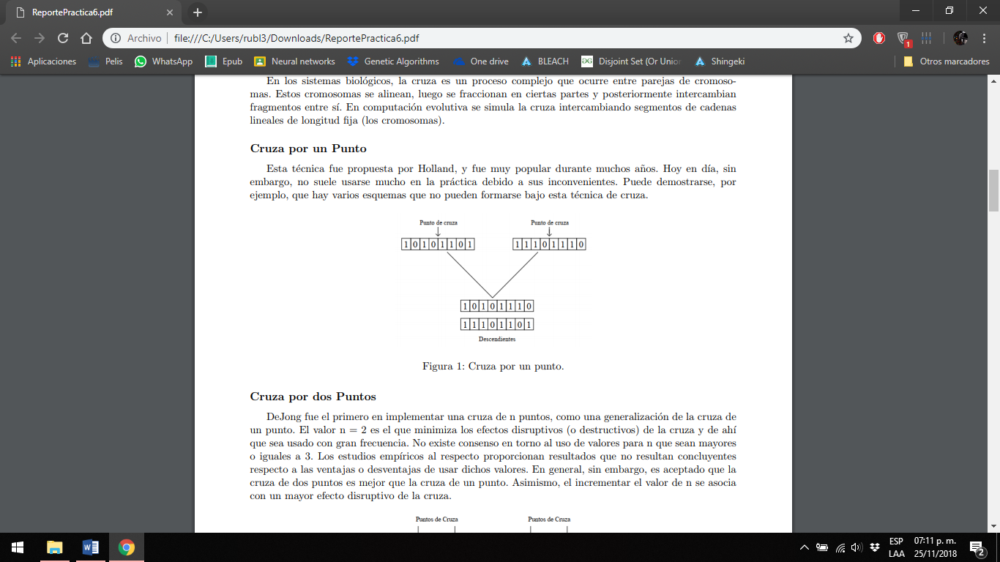 ReportePractica6.pdf
Archivo file:///C:/Users/rubl3/Downloads/ReportePractica6.pdf
1
Aplicaciones Pelis WhatsApp Epub Neural networks Genetic Algorithms One drive BLEACH Disjoint Set (Or Union Shingeki Otros marcadores
En los sistemas biológicos, la cruza es un proceso complejo que ocurre entre parejas de cromoso-
mas. Estos cromosomas se alinean, luego se fraccionan en ciertas partes y posteriormente intercambian
fragmentos entre sí. En computación evolutiva se simula la cruza intercambiando segmentos de cadenas
lineales de longitud fija (los cromosomas).
Cruza por un Punto
Esta técnica fue propuesta por Holland, y fue muy popular durante muchos años. Hoy en día, sin
embargo, no suele usarse mucho en la práctica debido a sus inconvenientes. Puede demostrarse, por
ejemplo, que hay varios esquemas que no pueden formarse bajo esta técnica de cruza.
Punto de cruza Punto de cruza
1 0 1 0 1 1 0 1 1 1 1 0 1 1 1 0
1 0 1 0 1 1 1 0
1 1 1 0 1 1 0 1
Descendientes
Figura 1: Cruza por un punto.
Cruza por dos Puntos
DeJong fue el primero en implementar una cruza de n puntos, como una generalización de la cruza de
un punto. El valor n = 2 es el que minimiza los efectos disruptivos (o destructivos) de la cruza y de ahí
que sea usado con gran frecuencia. No existe consenso en torno al uso de valores para n que sean mayores
o iguales a 3. Los estudios empíricos al respecto proporcionan resultados que no resultan concluyentes
respecto a las ventajas o desventajas de usar dichos valores. En general, sin embargo, es aceptado que la
cruza de dos puntos es mejor que la cruza de un punto. Asimismo, el incrementar el valor de n se asocia
con un mayor efecto disruptivo de la cruza.
Puntos de Cruza Puntos de Cruza
ESP 07:11 p. m.
LAA 25/11/2018
2